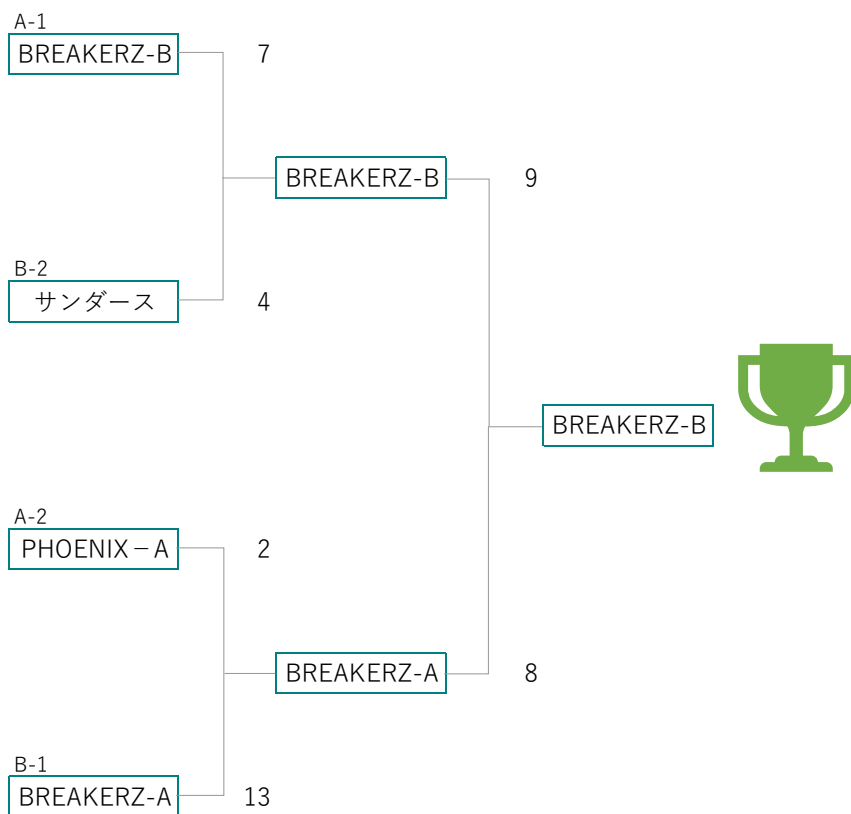 A-1
BREAKERZ-B 7
BREAKERZ-B 9
B-2
サンダース 4
BREAKERZ-B
A-2
PHOENIX－A 2
BREAKERZ-A 8
B-1
BREAKERZ-A 13